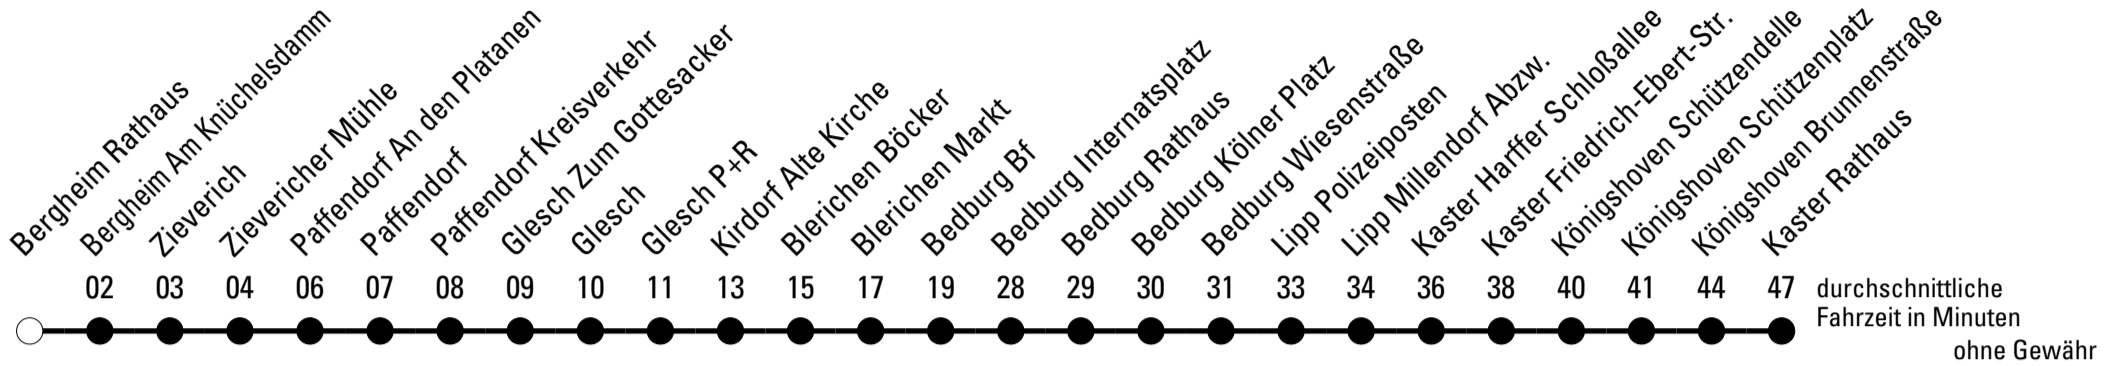 Bergheim Rathaus
Bergheim Am Knüchelsdamm
Zieverich
Zievericher Mühle
Paffendorf An den Platanen
Paffendorf
Paffendorf Kreisverkehr
Glesch Zum Gottesacker
Glesch
Glesch P+R
Kirdorf Alte Kirche
Blerichen Böcker
Blerichen Markt
Bedburg Bf
Bedburg Internatsplatz
Bedburg Rathaus
Bedburg Kölner Platz
Bedburg Wiesenstraße
Lipp Polizeiposten
Lipp Millendorf Abzw.
Kaster Harffer Schloßallee
Kaster Friedrich-Ebert-Str.
Königshoven Schützendelle
Königshoven Schützenplatz
Königshoven Brunnenstraße
Kaster Rathaus
02 03 04 06 07 08 09 10 11 13 15 17 19 28 29 30 31 33 34 36 38 40 41 44 47
durchschnittliche
Fahrzeit in Minuten
ohne Gewähr